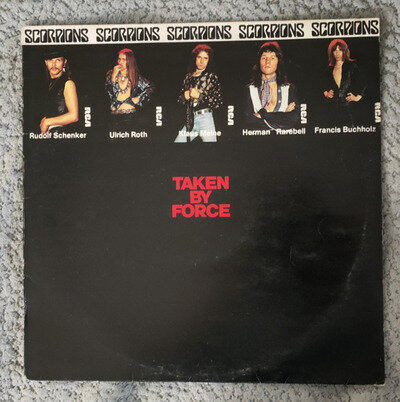 SCORPIONS SCORPIONS SCORPIONS SCORPIONS SCORPIONS
RCA RCA RCA RCA RCA
Rudolf Schenker Ulrich Roth Klaus Meine Herman Rarebell Francis Buchholz
TAKEN
BY
FORCE